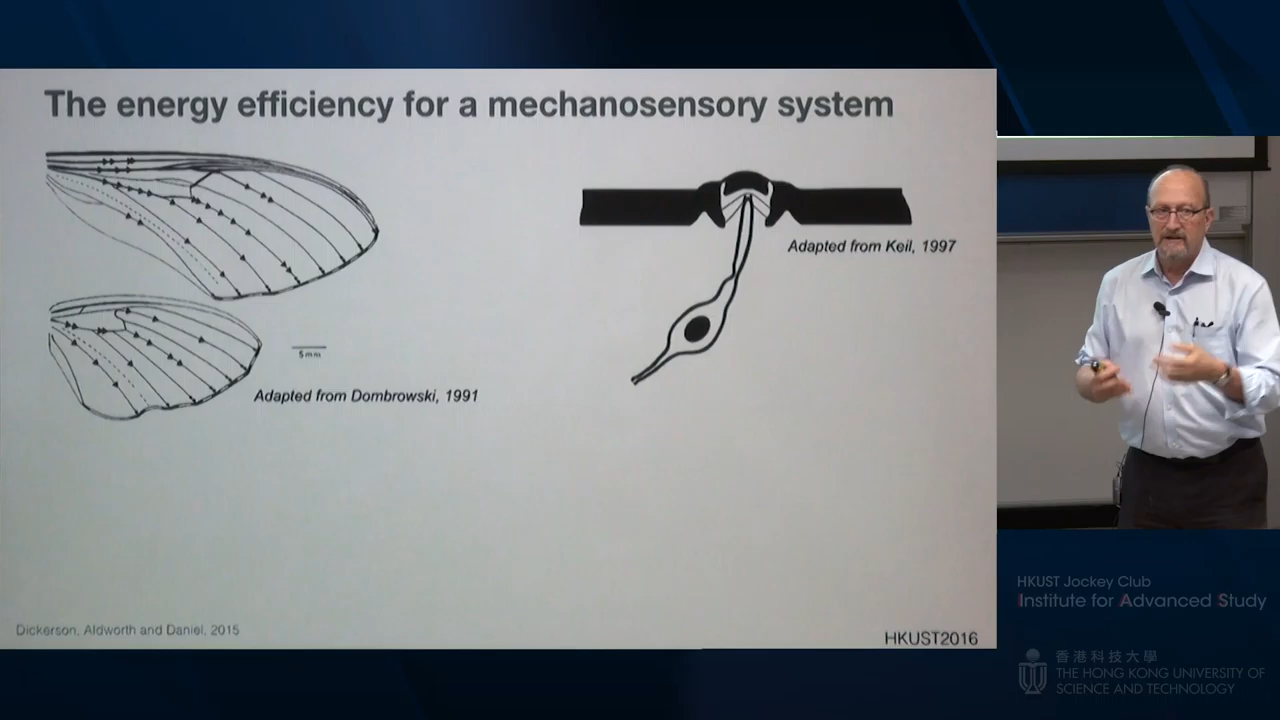 The energy efficiency for a mechanosensory system
Adapted from Keil, 1997
5mm
Adapted from Dombrowski, 1991
Dickerson, Aldworth and Daniel, 2015
HKUST2016
HKUST Jockey Club
Institute for Advanced Study
香港科技大學
THE HONG KONG UNIVERSITY OF
SCIENCE AND TECHNOLOGY